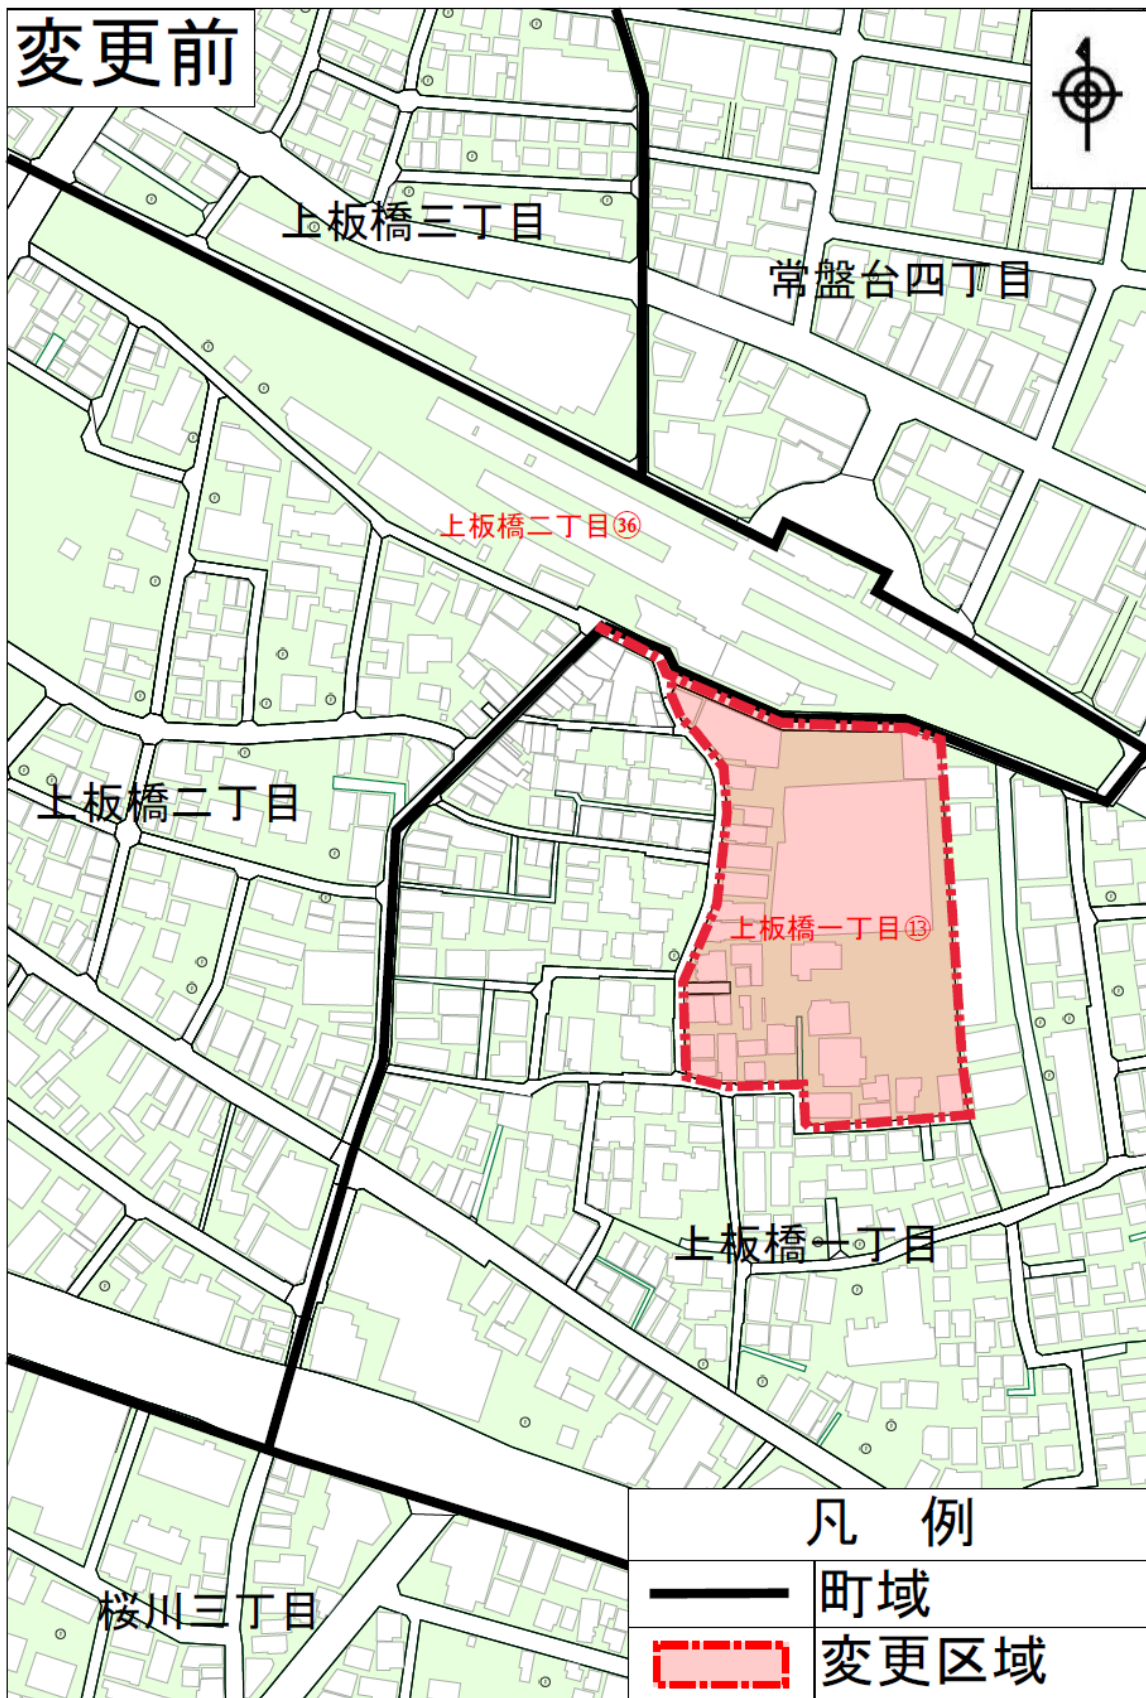 変更前
上板橋三丁目
常盤台四丁目
上板橋二丁目㊱
上板橋二丁目
上板橋一丁目⑬
上板橋一丁目
桜川三丁目
凡 例
町域
変更区域